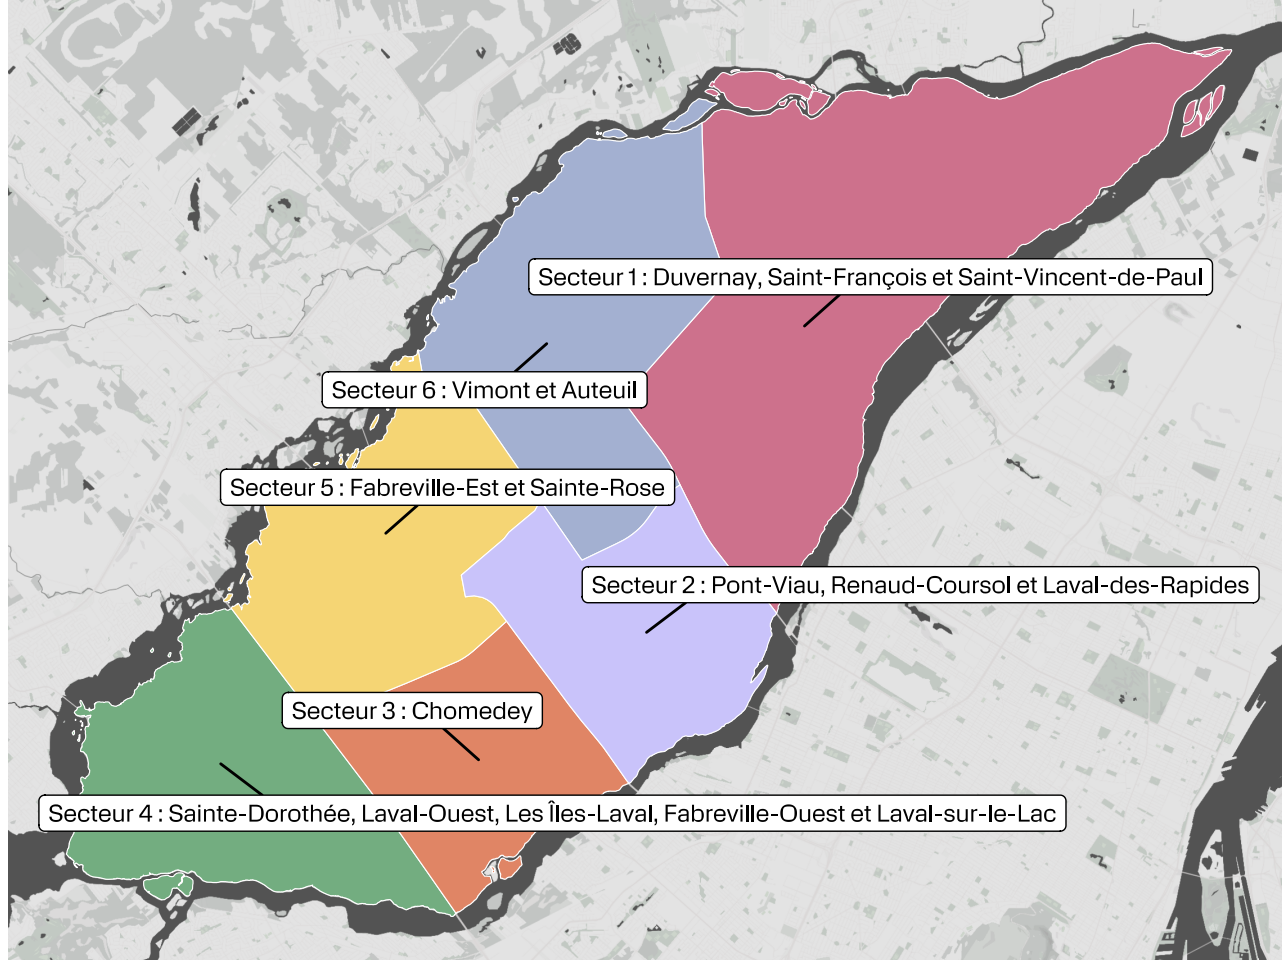 Secteur 1 : Duvernay, Saint-François et Saint-Vincent-de-Paul
Secteur 6 : Vimont et Auteuil
Secteur 5 : Fabreville-Est et Sainte-Rose
Secteur 2 : Pont-Viau, Renaud-Coursol et Laval-des-Rapides
Secteur 3 : Chomedey
Secteur 4 : Sainte-Dorothée, Laval-Ouest, Les Îles-Laval, Fabreville-Ouest et Laval-sur-le-Lac